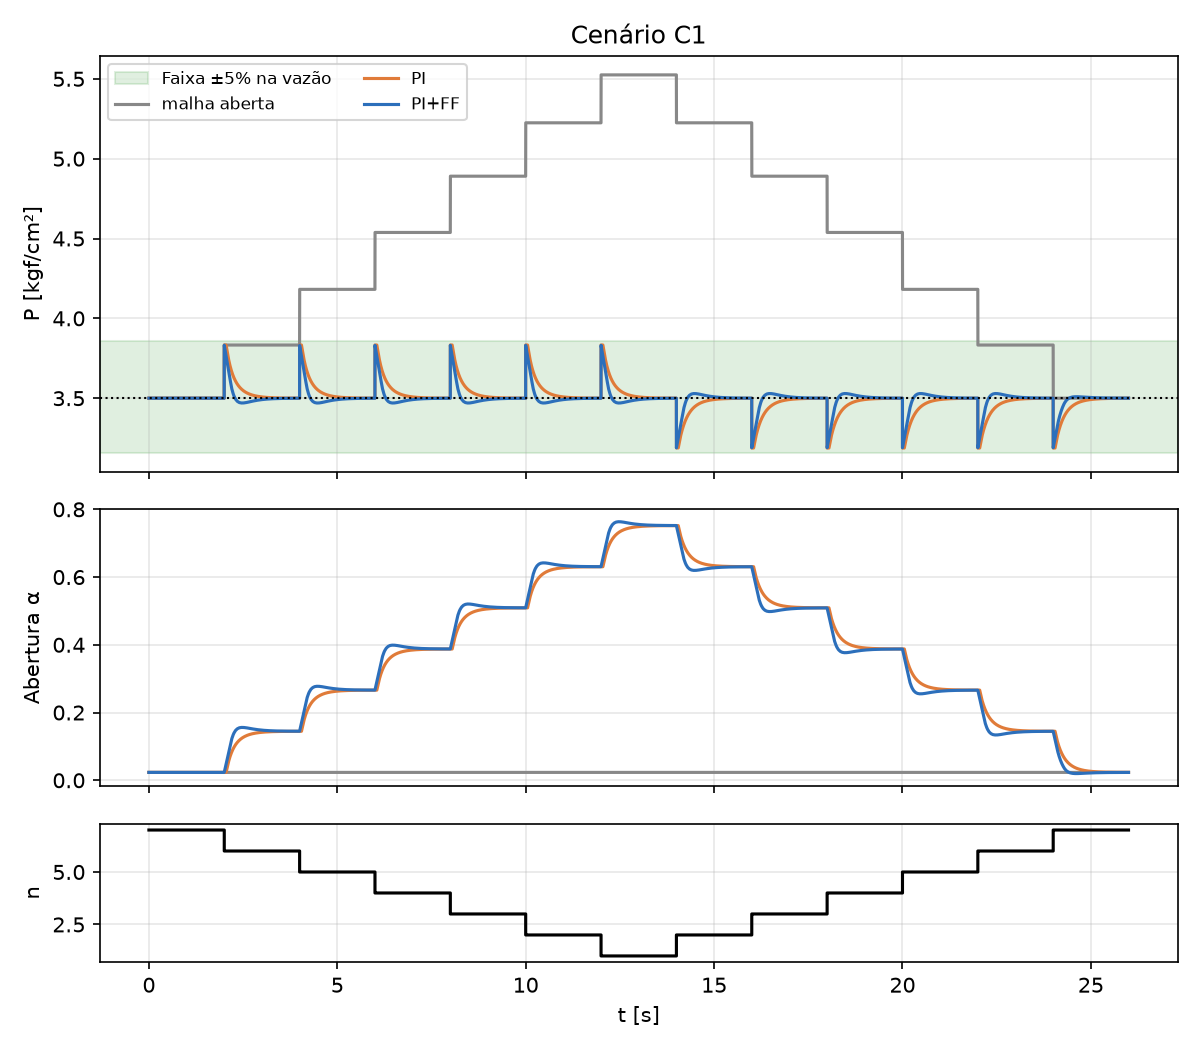 Cenário C1
Faixa ±5% na vazão
malha aberta
PI
PI+FF
P [kgf/cm²]
5.5
5.0
4.5
4.0
3.5
Abertura α
0.8
0.6
0.4
0.2
0.0
n
5.0
2.5
0 5 10 15 20 25
t [s]